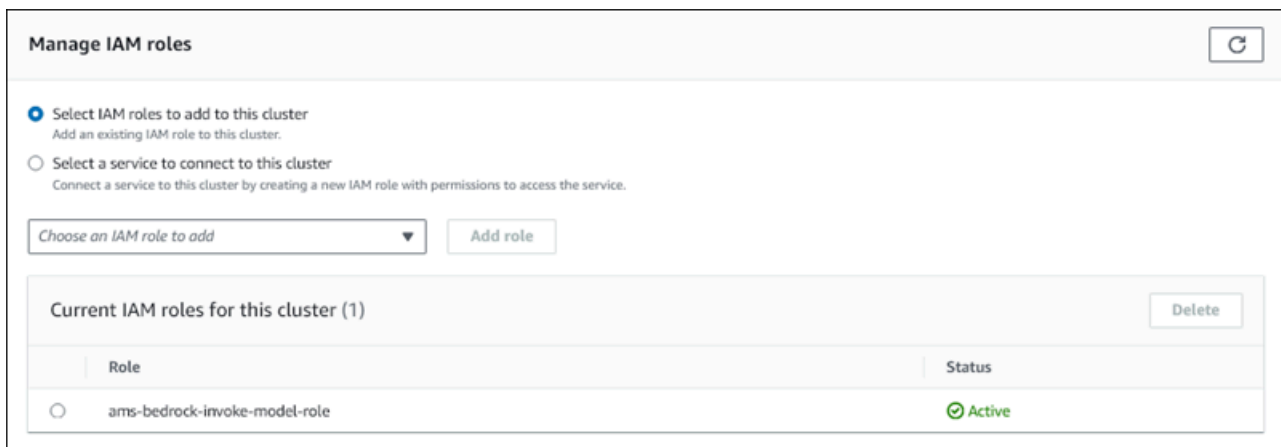 Manage IAM roles
Select IAM roles to add to this cluster
Add an existing IAM role to this cluster.
Select a service to connect to this cluster
Connect a service to this cluster by creating a new IAM role with permissions to access the service.
Choose an IAM role to add
Add role
Current IAM roles for this cluster (1)
Delete
Role Status
ams-bedrock-invoke-model-role Active